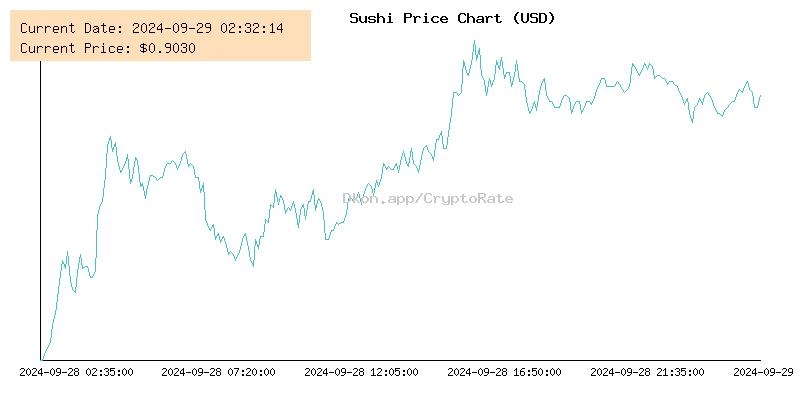 Sushi Price Chart (USD)
Current Date: 2024-09-29 02:32:14
Current Price: $0.9030
Dkon.app/CryptoRate
2024-09-28 02:35:00 2024-09-28 07:20:00 2024-09-28 12:05:00 2024-09-28 16:50:00 2024-09-28 21:35:00 2024-09-29